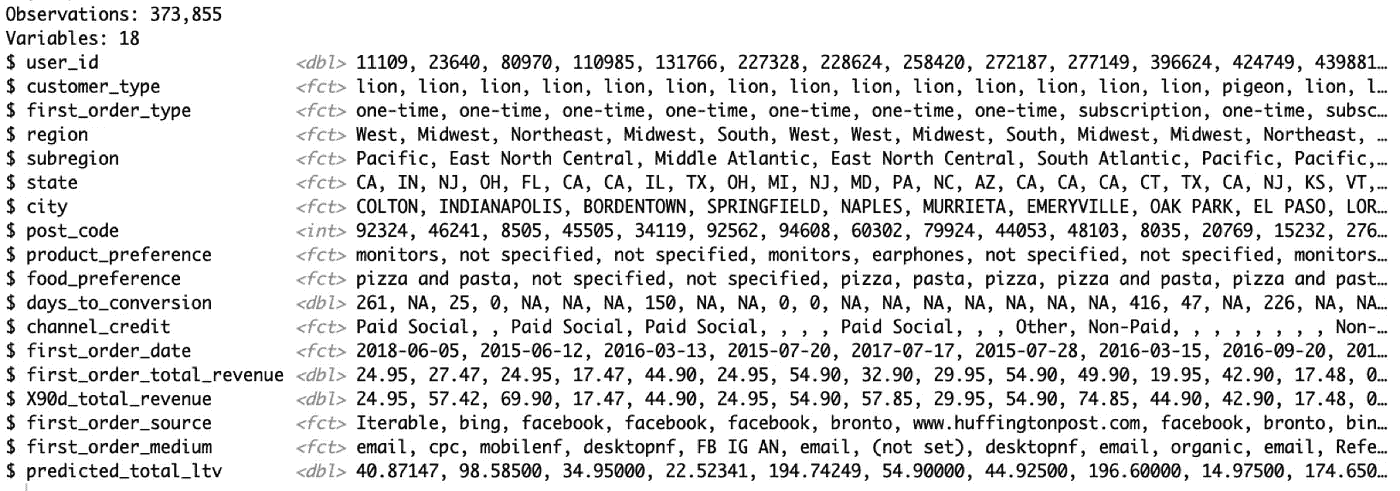 Observations: 373,855
Variables: 18
$ user_id <dbl> 11109, 23640, 80970, 110985, 131766, 227328, 228624, 258420, 272187, 277149, 396624, 424749, 439881…
$ customer_type <fct> lion, lion, lion, lion, lion, lion, lion, lion, lion, lion, lion, lion, lion, lion, pigeon, lion, l…
$ first_order_type <fct> one-time, one-time, one-time, one-time, one-time, one-time, one-time, subscription, one-time, subsc…
$ region <fct> West, Midwest, Northeast, Midwest, South, West, West, Midwest, South, Midwest, Midwest, Northeast, …
$ subregion <fct> Pacific, East North Central, Middle Atlantic, East North Central, South Atlantic, Pacific, Pacific,…
$ state <fct> CA, IN, NJ, OH, FL, CA, CA, IL, TX, OH, MI, NJ, MD, PA, NC, AZ, CA, CA, CA, CT, TX, CA, NJ, KS, VT,…
$ city <fct> COLTON, INDIANAPOLIS, BORDENTOWN, SPRINGFIELD, NAPLES, MURRIETA, EMERYVILLE, OAK PARK, EL PASO, LOR…
$ post_code <int> 92324, 46241, 8505, 45505, 34119, 92562, 94608, 60302, 79924, 44053, 48103, 8035, 20769, 15232, 276…
$ product_preference <fct> monitors, not specified, not specified, monitors, earphones, not specified, not specified, monitors…
$ food_preference <fct> pizza and pasta, not specified, not specified, pizza, pasta, pizza, pizza and pasta, pizza and past…
$ days_to_conversion <dbl> 261, NA, 25, 0, NA, NA, NA, 150, NA, NA, 0, 0, NA, NA, NA, NA, NA, NA, NA, 416, 47, NA, 226, NA, NA…
$ channel_credit <fct> Paid Social, , Paid Social, Paid Social, , , , Paid Social, , , Other, Non-Paid, , , , , , , , Non-…
$ first_order_date <fct> 2018-06-05, 2015-06-12, 2016-03-13, 2015-07-20, 2017-07-17, 2015-07-28, 2016-03-15, 2016-09-20, 201…
$ first_order_total_revenue <dbl> 24.95, 27.47, 24.95, 17.47, 44.90, 24.95, 54.90, 32.90, 29.95, 54.90, 49.90, 19.95, 42.90, 17.48, 0…
$ X90d_total_revenue <dbl> 24.95, 57.42, 69.90, 17.47, 44.90, 24.95, 54.90, 57.85, 29.95, 54.90, 74.85, 44.90, 42.90, 17.48, 0…
$ first_order_source <fct> Iterable, bing, facebook, facebook, facebook, bronto, www.huffingtonpost.com, facebook, bronto, bin…
$ first_order_medium <fct> email, cpc, mobilenf, desktopnf, FB IG AN, email, (not set), desktopnf, email, organic, email, Refe…
$ predicted_total_ltv <dbl> 40.87147, 98.58500, 34.95000, 22.52341, 194.74249, 54.90000, 44.92500, 196.60000, 14.97500, 174.650…